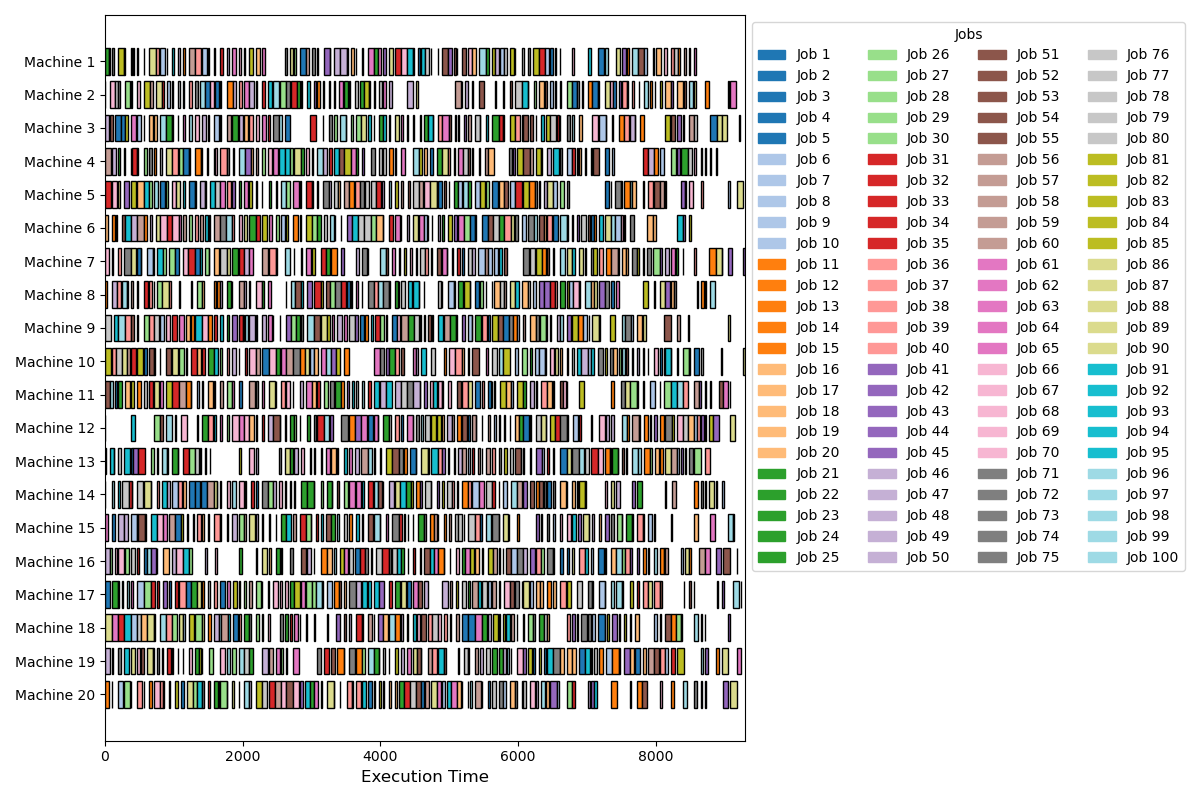 Machine 1
Machine 2
Machine 3
Machine 4
Machine 5
Machine 6
Machine 7
Machine 8
Machine 9
Machine 10
Machine 11
Machine 12
Machine 13
Machine 14
Machine 15
Machine 16
Machine 17
Machine 18
Machine 19
Machine 20
0 2000 4000 6000 8000
Execution Time
Jobs
Job 1 Job 26 Job 51 Job 76
Job 2 Job 27 Job 52 Job 77
Job 3 Job 28 Job 53 Job 78
Job 4 Job 29 Job 54 Job 79
Job 5 Job 30 Job 55 Job 80
Job 6 Job 31 Job 56 Job 81
Job 7 Job 32 Job 57 Job 82
Job 8 Job 33 Job 58 Job 83
Job 9 Job 34 Job 59 Job 84
Job 10 Job 35 Job 60 Job 85
Job 11 Job 36 Job 61 Job 86
Job 12 Job 37 Job 62 Job 87
Job 13 Job 38 Job 63 Job 88
Job 14 Job 39 Job 64 Job 89
Job 15 Job 40 Job 65 Job 90
Job 16 Job 41 Job 66 Job 91
Job 17 Job 42 Job 67 Job 92
Job 18 Job 43 Job 68 Job 93
Job 19 Job 44 Job 69 Job 94
Job 20 Job 45 Job 70 Job 95
Job 21 Job 46 Job 71 Job 96
Job 22 Job 47 Job 72 Job 97
Job 23 Job 48 Job 73 Job 98
Job 24 Job 49 Job 74 Job 99
Job 25 Job 50 Job 75 Job 100